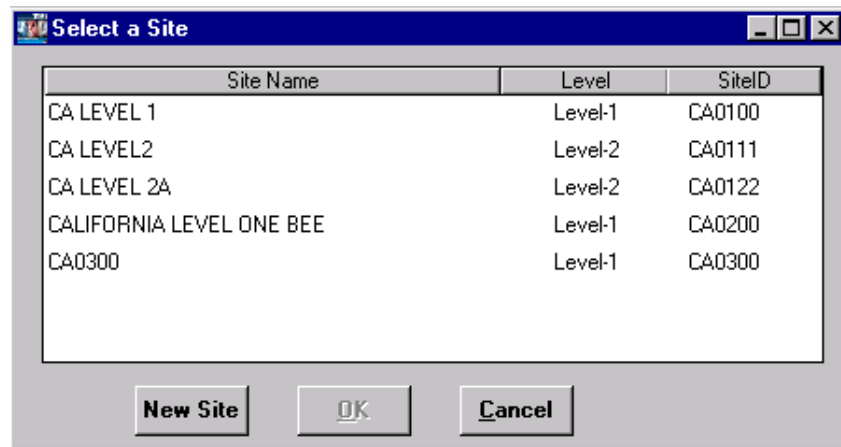 Select a Site
Site Name Level SiteID
CA LEVEL 1 Level-1 CA0100
CA LEVEL2 Level-2 CA0111
CA LEVEL 2A Level-2 CA0122
CALIFORNIA LEVEL ONE BEE Level-1 CA0200
CA0300 Level-1 CA0300
New Site OK Cancel